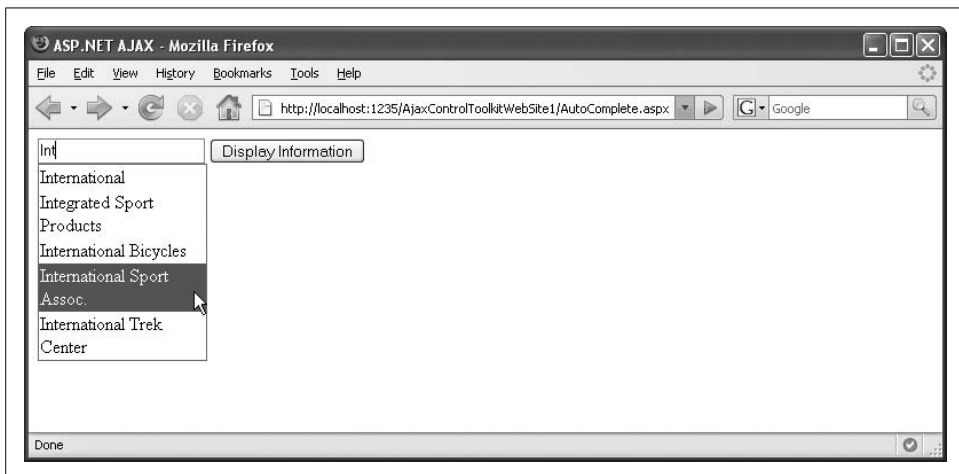 ASP.NET AJAX - Mozilla Firefox
File Edit View History Bookmarks Tools Help
http://localhost:1235/AjaxControlToolkitWebSite1/AutoComplete.aspx G Google
Int Display Information
International
Integrated Sport
Products
International Bicycles
International Sport
Assoc.
International Trek
Center
Done